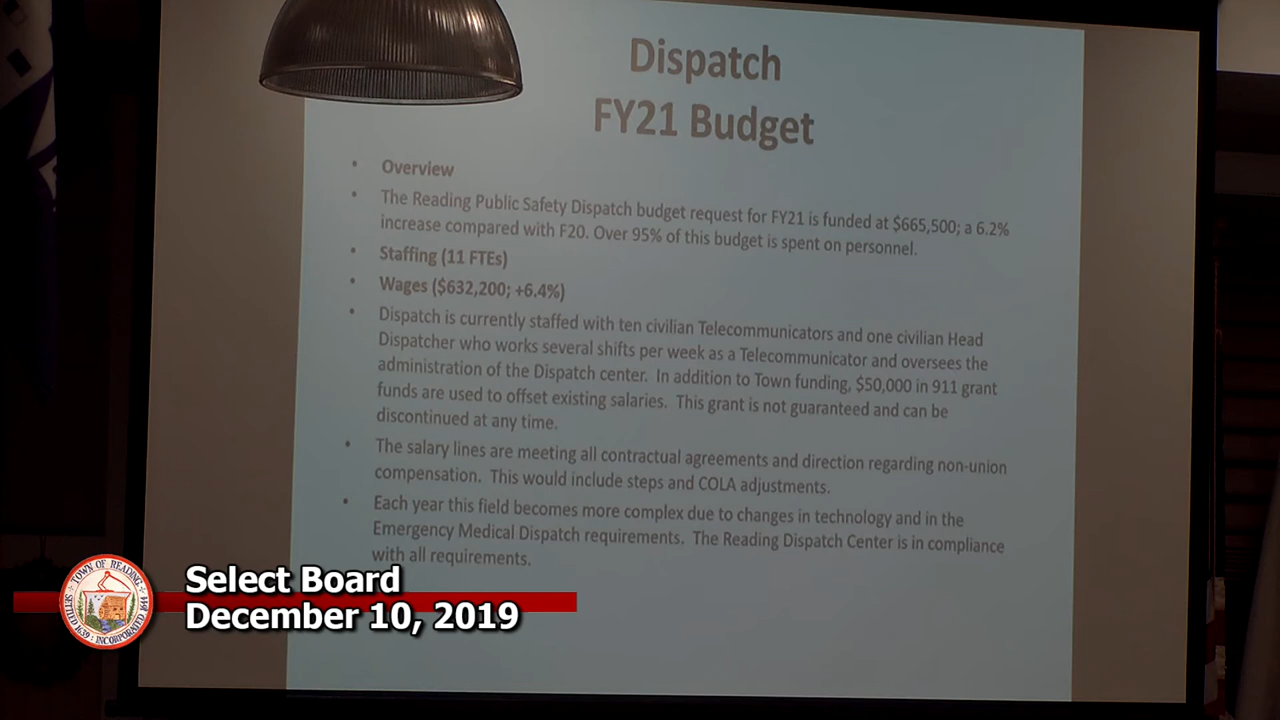 Dispatch
FY21 Budget
• Overview
• The Reading Public Safety Dispatch budget request for FY21 is funded at $665,500; a 6.2%
increase compared with F20. Over 95% of this budget is spent on personnel.
• Staffing (11 FTEs)
• Wages ($632,200; +6.4%)
• Dispatch is currently staffed with ten civilian Telecommunicators and one civilian Head
Dispatcher who works several shifts per week as a Telecommunicator and oversees the
administration of the Dispatch center. In addition to Town funding, $50,000 in 911 grant
funds are used to offset existing salaries. This grant is not guaranteed and can be
discontinued at any time.
• The salary lines are meeting all contractual agreements and direction regarding non-union
compensation. This would include steps and COLA adjustments.
• Each year this field becomes more complex due to changes in technology and in the
Emergency Medical Dispatch requirements. The Reading Dispatch Center is in compliance
with all requirements.
TOWN OF READING
SETTLED 1639 : INCORPORATED 1644
Select Board
December 10, 2019